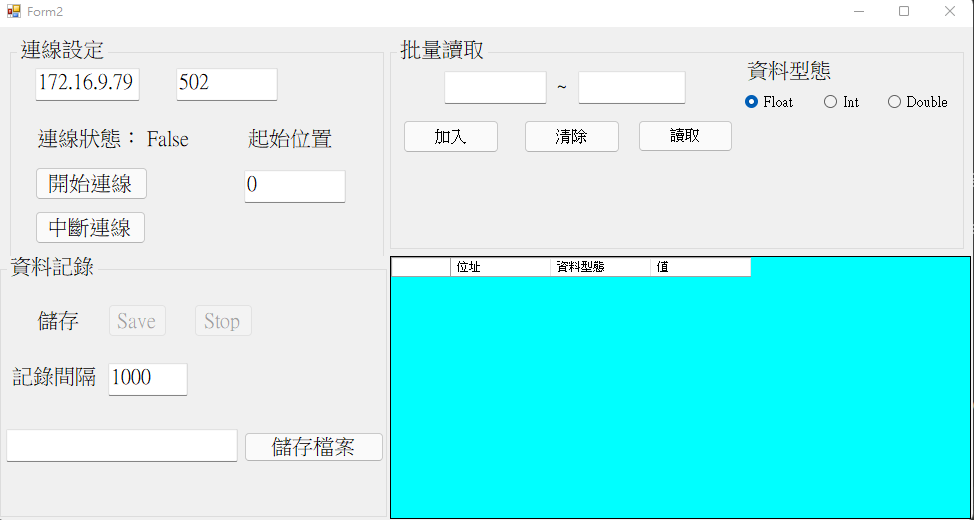 Form2
連線設定
172.16.9.79 502
連線狀態： False 起始位置
開始連線 0
中斷連線
批量讀取
~
資料型態
Float Int Double
加入 清除 讀取
資料記錄
儲存 Save Stop
記錄間隔 1000
儲存檔案
位址 資料型態 值